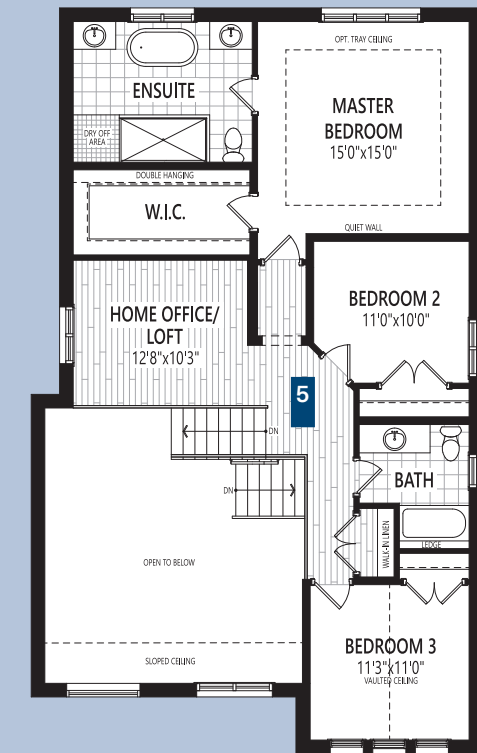 OPT. TRAY CEILING
ENSUITE
MASTER
BEDROOM
15'0"x15'0"
DRY OFF
AREA
DOUBLE HANGING
W.I.C.
QUIET WALL
BEDROOM 2
11'0"x10'0"
HOME OFFICE/
LOFT
12'8"x10'3"
5
DN
BATH
DN
LEDGE
WALK-IN LINEN
OPEN TO BELOW
BEDROOM 3
11'3"x11'0"
VAULTED CEILING
SLOPED CEILING